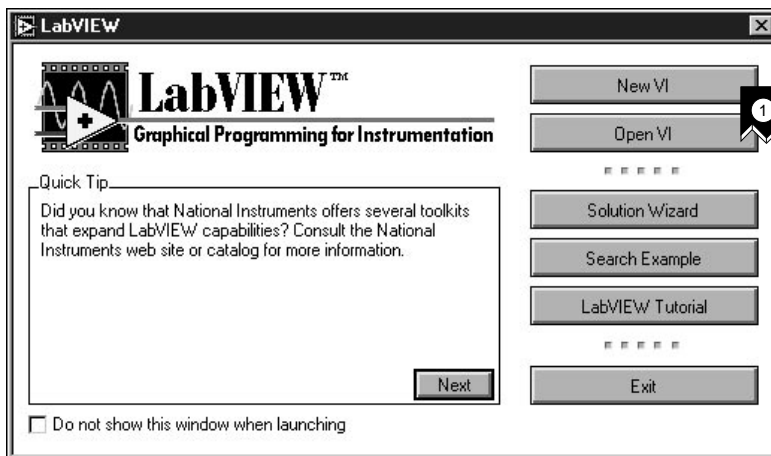 LabVIEW
LabVIEW™
Graphical Programming for Instrumentation
Quick Tip
Did you know that National Instruments offers several toolkits
that expand LabVIEW capabilities? Consult the National
Instruments web site or catalog for more information.
Next
Do not show this window when launching
New VI
Open VI
1
Solution Wizard
Search Example
LabVIEW Tutorial
Exit